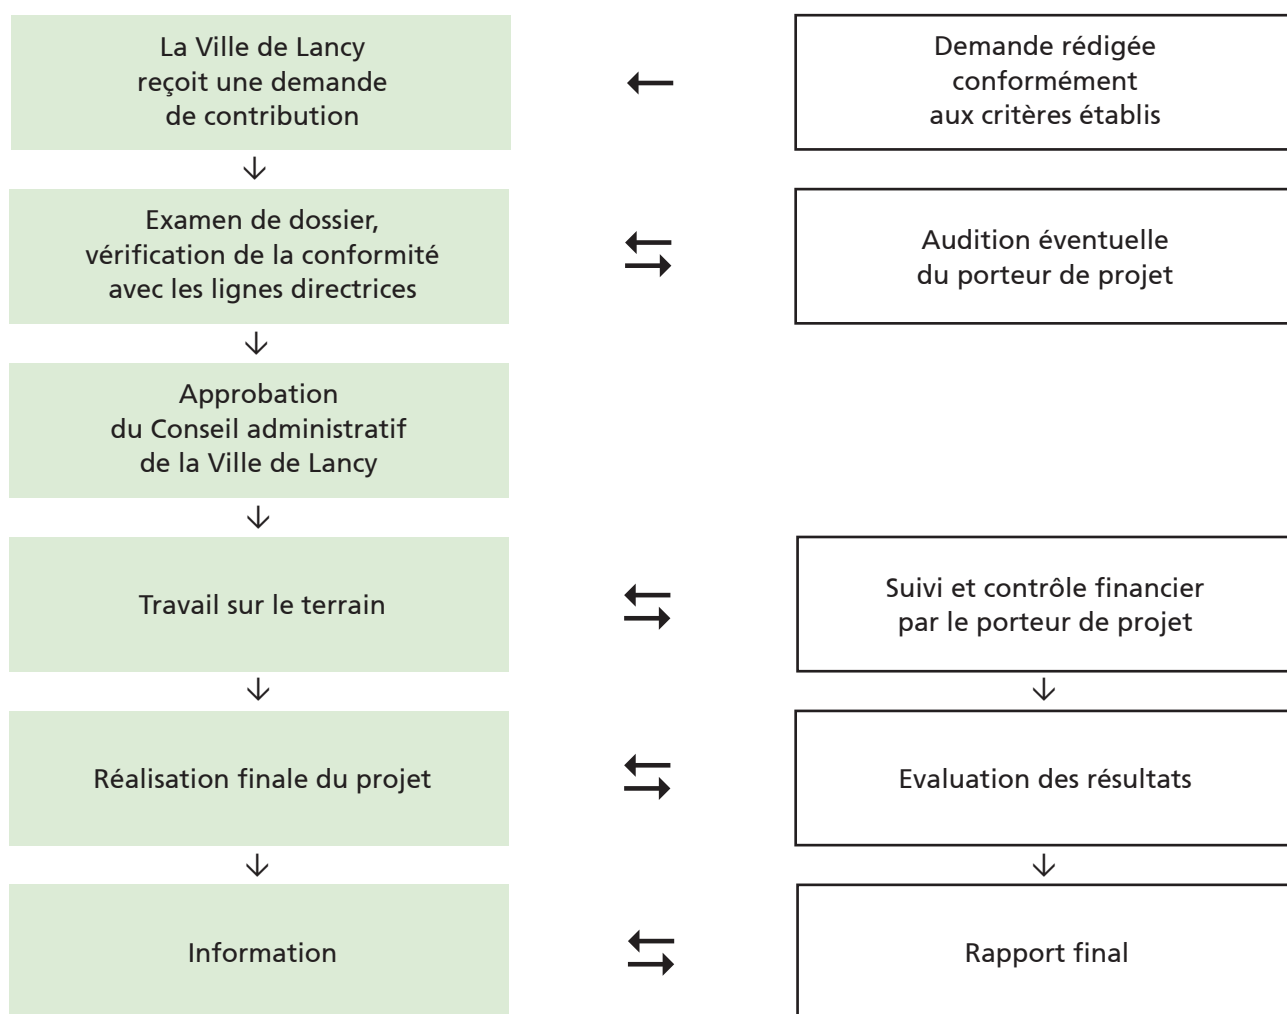 La Ville de Lancy
reçoit une demande
de contribution
Demande rédigée
conformément
aux critères établis
Examen de dossier,
vérification de la conformité
avec les lignes directrices
Audition éventuelle
du porteur de projet
Approbation
du Conseil administratif
de la Ville de Lancy
Travail sur le terrain
Suivi et contrôle financier
par le porteur de projet
Réalisation finale du projet
Evaluation des résultats
Information
Rapport final